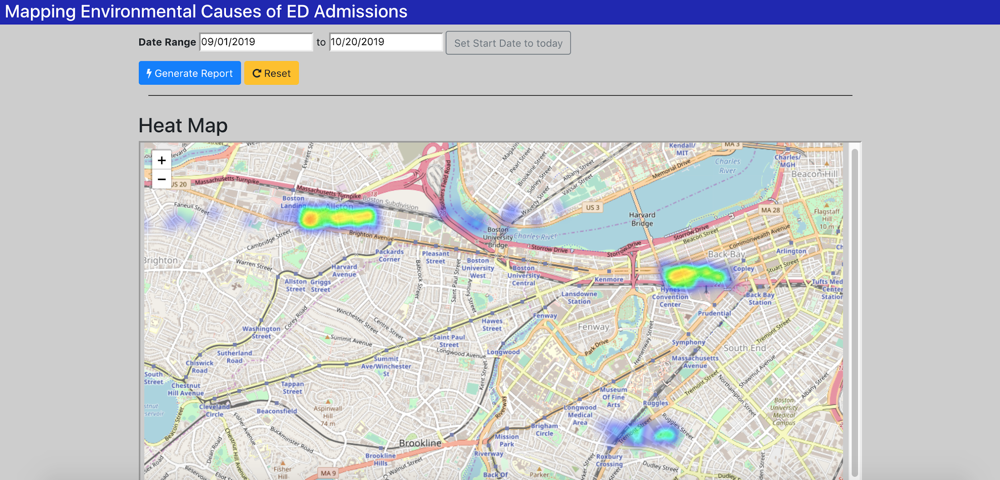 Mapping Environmental Causes of ED Admissions
Date Range 09/01/2019 to 10/20/2019 Set Start Date to today
Generate Report Reset
Heat Map
+
−
US 20
Massachusetts Turnpike
Everett
Massachusetts Turnpike
18
Boston Subdivision
Soldiers Field Road
20
Boston
Landing
Allston
Faneuil Street
Cambridge Street
Brighton Avenue
Brighton
Warren Street
Packards
Corner
Harvard
Avenue
Allston
Street
Griggs
Street
Pleasant
Street
Babcock Street
Saint Paul Street
Amory Street
Boston
University
West
Boston
University
Central
Boston
University
Bridge
Charles River
Pearl Street
Brookline Street
Sidney Street
Waverly Street
Albany Street
Vassar Street
Kendall/
MIT
MA 3
Memorial Drive
US 3
Charles
River
Charles/
MGH
Beacon Hill
Harvard
Bridge
MA 28
Flagstaff
Hill
10 m
Storrow Drive
Storrow Drive
Storrow Drive
Beacon Street
Commonwealth Avenue
Back Bay
Arlington
Copley
Stuart Street
Kenmore
Lansdowne
Station
Hynes
Convention
Center
22
Back Bay
Station
Tufts Med
Center
Station
Prudential
Fenway
Fenway
Hawes
Street
Winchester Street
Centre Street
Corey Road
Summit Avenue
Saint Paul
Street
Longwood Avenue
Longwood
Park Drive
Hemenway Street
Symphony
South End
Tremont Street
Massachusetts
Avenue
Shawmut Avenue
Tremont Street
Northampton Street
Albany Street
Washington
Street
Sutherland
Road
Chiswick
Road
South
Street
Chestnut
Hill Avenue
Summit
Ave/Winchester
St
Tappan
Street
Kent Street
Riverway
Museum
Of Fine
Arts
Ruggles
Longwood
Medical
Area
Boston
University
Medical
Campus
Cleveland
Circle
Beaconsfield
Aspinwall
Hill
74 m
Beacon Street
Fisher Avenue
Buckminster Road
Dean Road
Chestnut Hill Avenue
Brookline
Brigham
Circle
Mission
Park
Tremont Street
Ruggles Street
Brookline
Hills
Riverway
Roxbury
Crossing
Dudley Street
Fisher
Hill
MA 9
Walnut Street
Back Of
Parker
Dudley